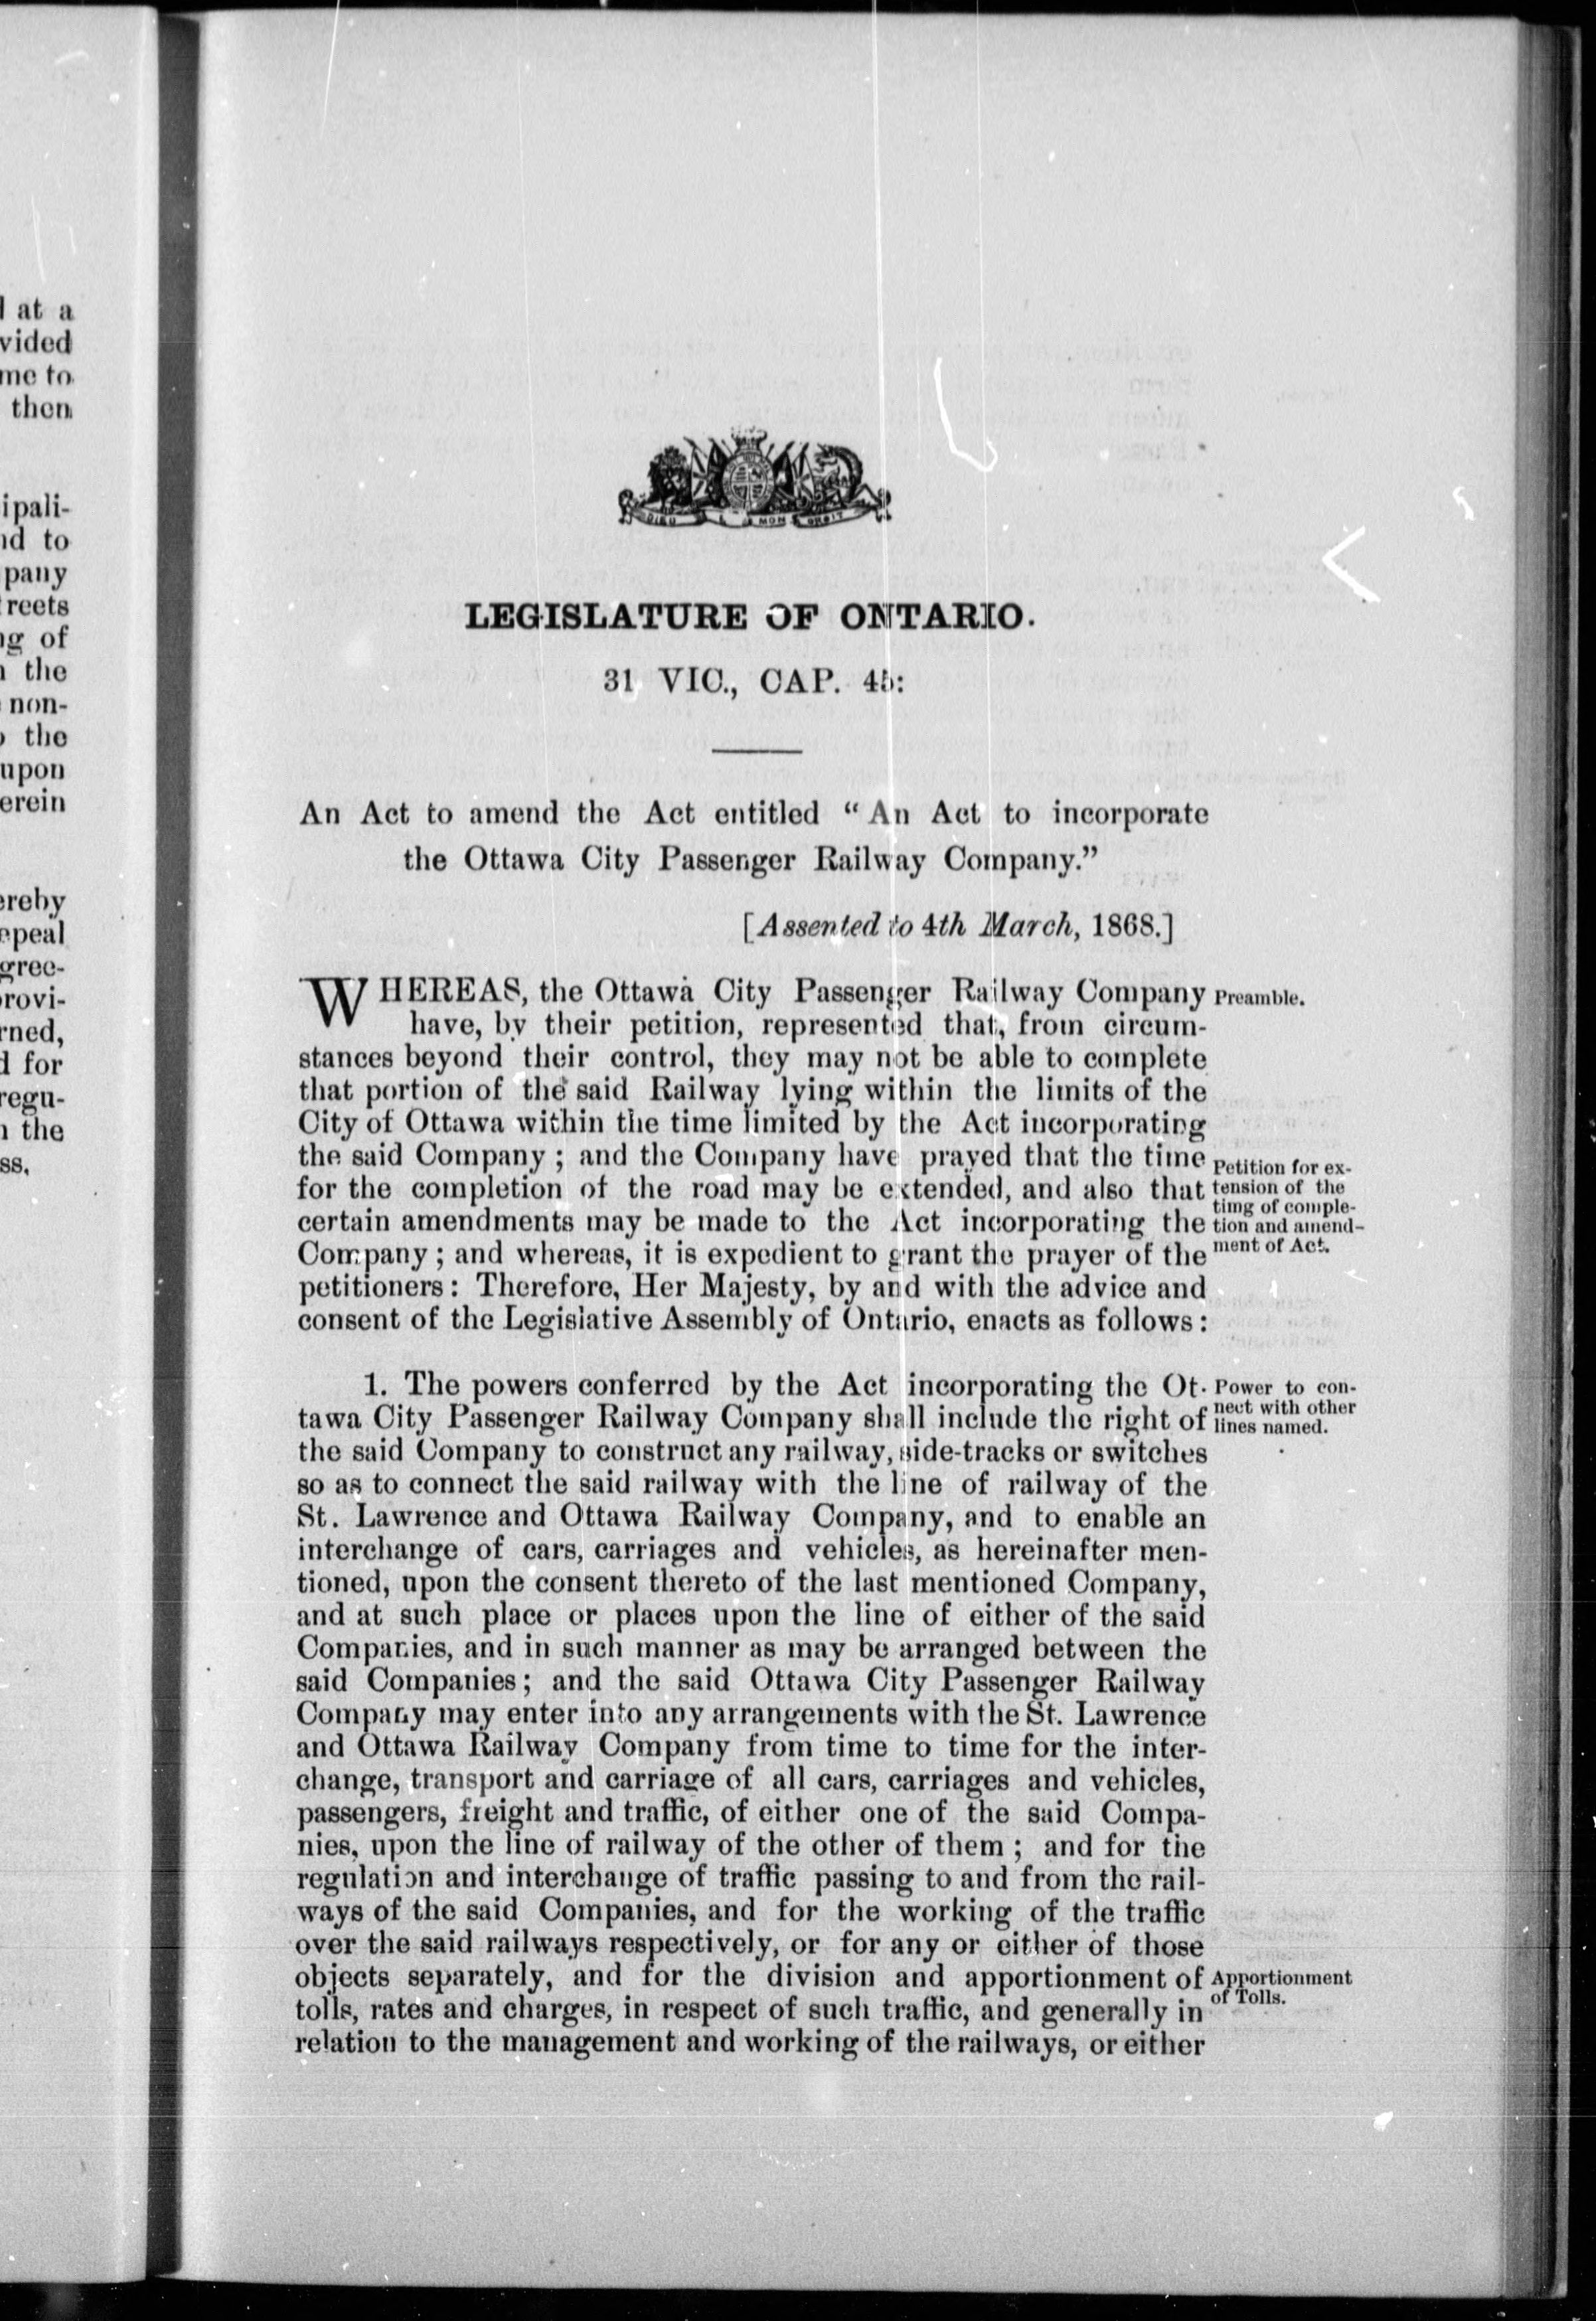 l at a
vided
me to
then
ipali-
nd to
pany
reets
ng of
the
non-
the
upon
erein
ereby
epeal
gree-
provi-
rned,
d for
regu-
the
ss,
DIEU MON DROIT
LEGISLATURE OF ONTARIO.
31 VIC., CAP. 45:
An Act to amend the Act entitled “An Act to incorporate
the Ottawa City Passenger Railway Company.”
[Assented to 4th March, 1868.]
WHEREAS, the Ottawa City Passenger Railway Company Preamble.
have, by their petition, represented that, from circum-
stances beyond their control, they may not be able to complete
that portion of the said Railway lying within the limits of the
City of Ottawa within the time limited by the Act incorporating
the said Company ; and the Company have prayed that the time Petition for ex-
for the completion of the road may be extended, and also that tension of the
timg of comple-
certain amendments may be made to the Act incorporating the tion and amend-
Company ; and whereas, it is expedient to grant the prayer of the ment of Act.
petitioners : Therefore, Her Majesty, by and with the advice and
consent of the Legislative Assembly of Ontario, enacts as follows :
1. The powers conferred by the Act incorporating the Ot- Power to con-
tawa City Passenger Railway Company shall include the right of nect with other
lines named.
the said Company to construct any railway, side-tracks or switches
so as to connect the said railway with the line of railway of the
St. Lawrence and Ottawa Railway Company, and to enable an
interchange of cars, carriages and vehicles, as hereinafter men-
tioned, upon the consent thereto of the last mentioned Company,
and at such place or places upon the line of either of the said
Companies, and in such manner as may be arranged between the
said Companies ; and the said Ottawa City Passenger Railway
Company may enter into any arrangements with the St. Lawrence
and Ottawa Railway Company from time to time for the inter-
change, transport and carriage of all cars, carriages and vehicles,
passengers, freight and traffic, of either one of the said Compa-
nies, upon the line of railway of the other of them ; and for the
regulation and interchange of traffic passing to and from the rail-
ways of the said Companies, and for the working of the traffic
over the said railways respectively, or for any or either of those
objects separately, and for the division and apportionment of Apportionment
tolls, rates and charges, in respect of such traffic, and generally in of Tolls.
relation to the management and working of the railways, or either